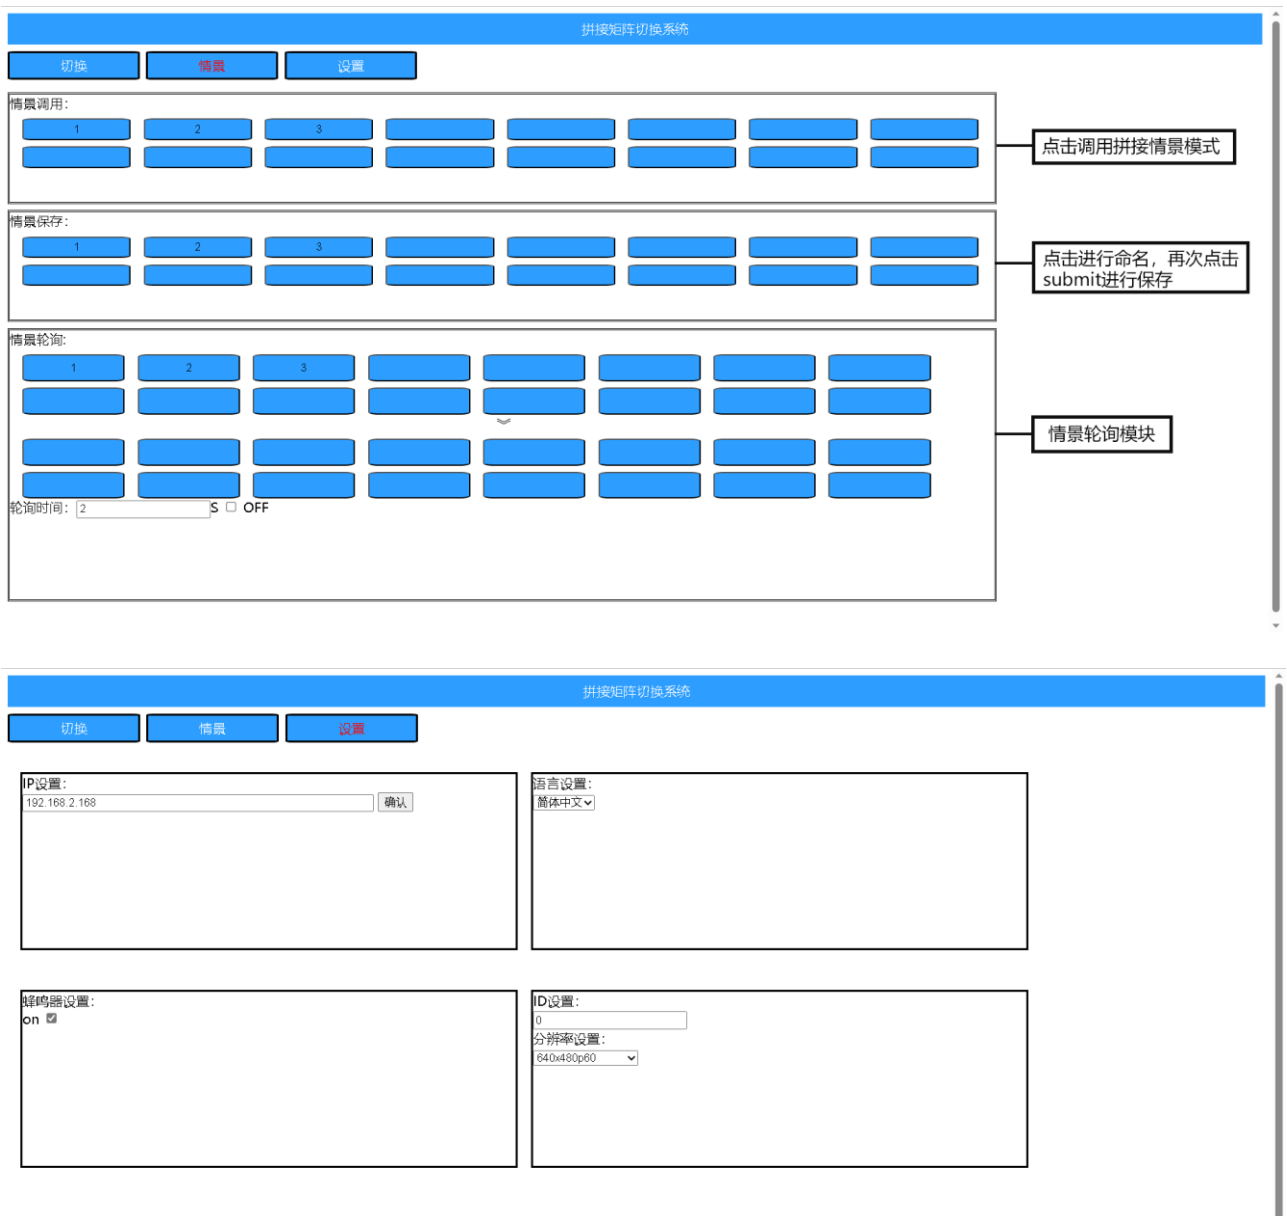 拼接矩阵切换系统
切换 情景 设置
情景调用：
1 2 3
点击调用拼接情景模式
情景保存：
1 2 3
点击进行命名，再次点击
submit进行保存
情景轮询:
1 2 3
情景轮询模块
轮询时间： 2 S OFF
拼接矩阵切换系统
切换 情景 设置
IP设置：
192.168.2.168 确认
语言设置：
简体中文
蜂鸣器设置：
on
ID设置：
0
分辨率设置：
640x480p60